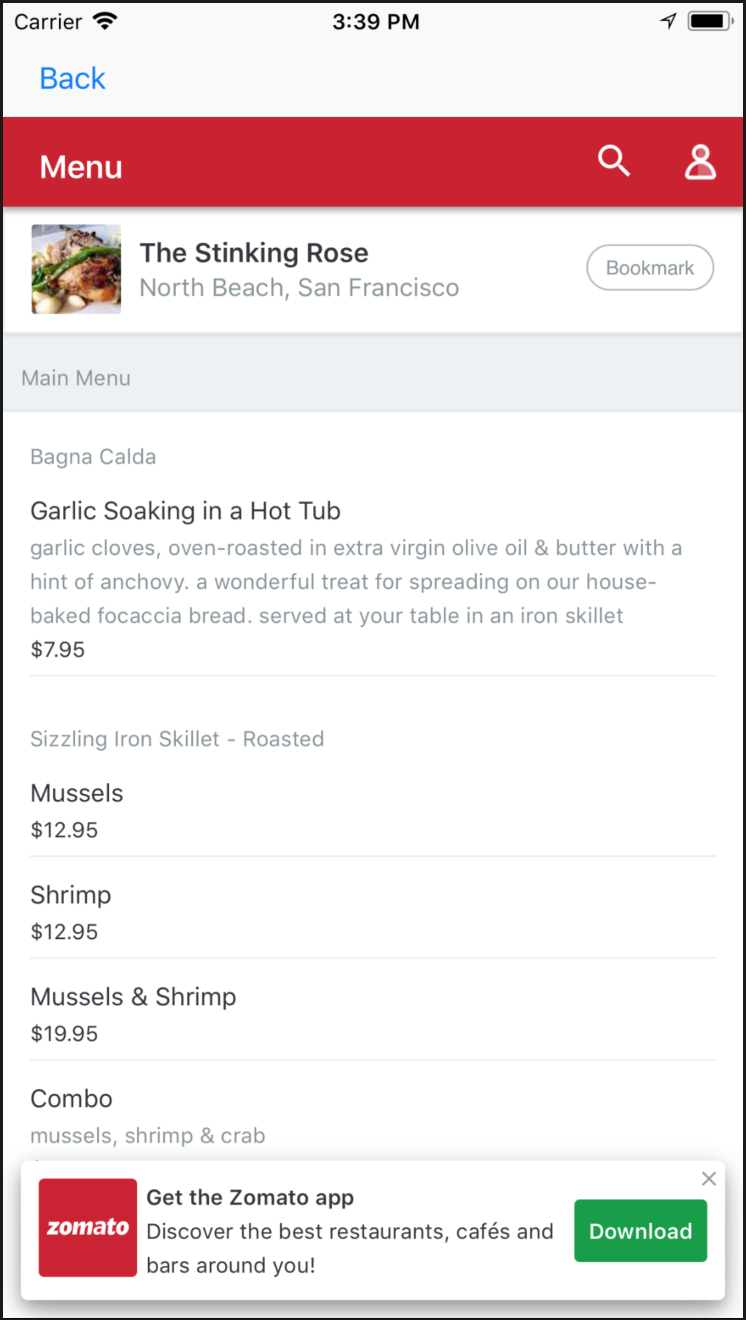 Carrier 3:39 PM
Back
Menu
The Stinking Rose
North Beach, San Francisco
Bookmark
Main Menu
Bagna Calda
Garlic Soaking in a Hot Tub
garlic cloves, oven-roasted in extra virgin olive oil & butter with a
hint of anchovy. a wonderful treat for spreading on our house-
baked focaccia bread. served at your table in an iron skillet
$7.95
Sizzling Iron Skillet - Roasted
Mussels
$12.95
Shrimp
$12.95
Mussels & Shrimp
$19.95
Combo
mussels, shrimp & crab
zomato
Get the Zomato app
Discover the best restaurants, cafés and
bars around you!
Download